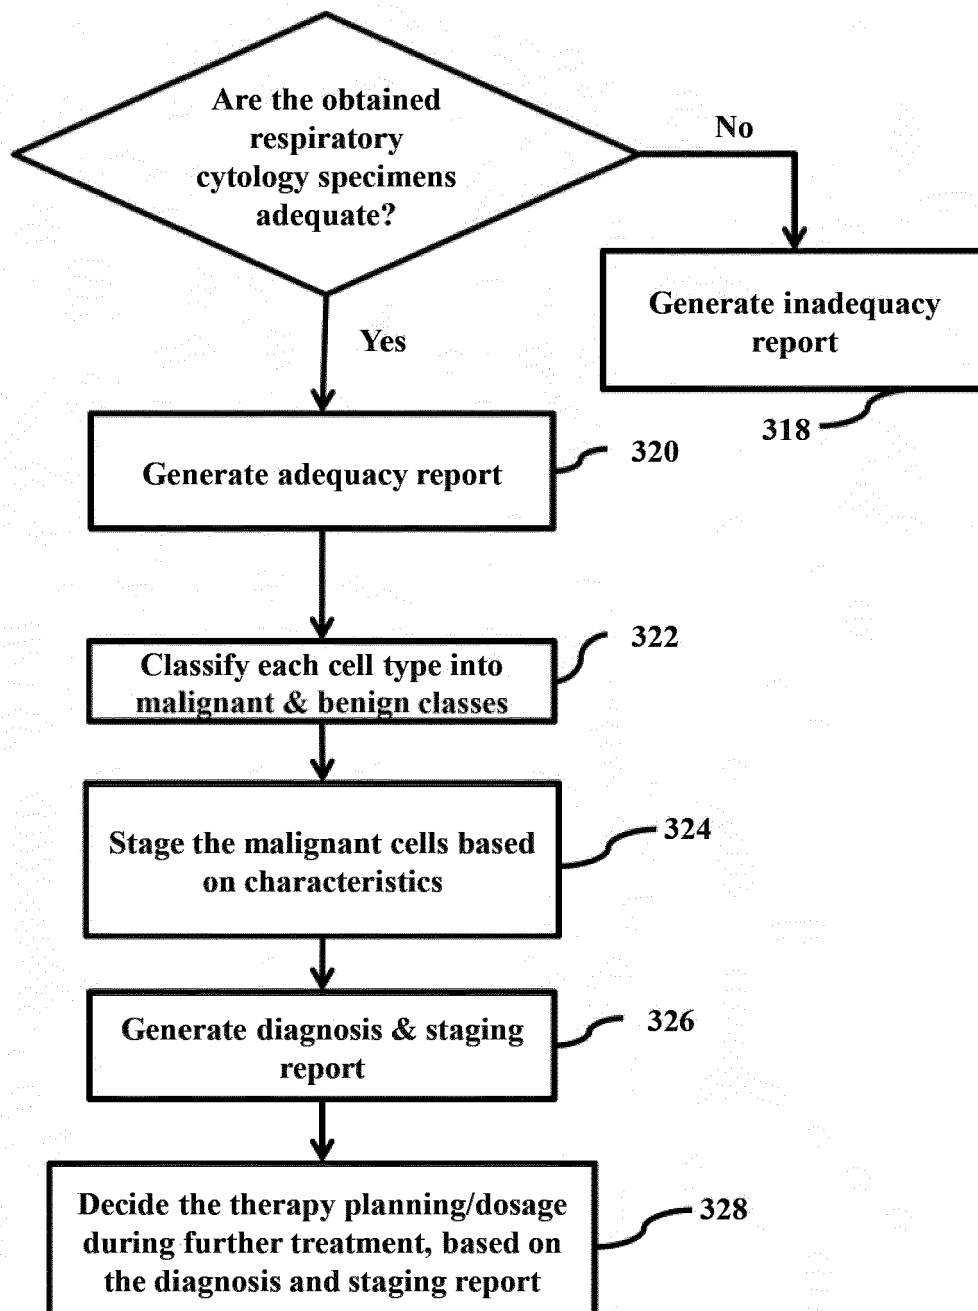 Are the obtained
respiratory
cytology specimens
adequate?
No
Generate inadequacy
report
318
Yes
Generate adequacy report
320
Classify each cell type into
malignant & benign classes
322
Stage the malignant cells based
on characteristics
324
Generate diagnosis & staging
report
326
Decide the therapy planning/dosage
during further treatment, based on
the diagnosis and staging report
328